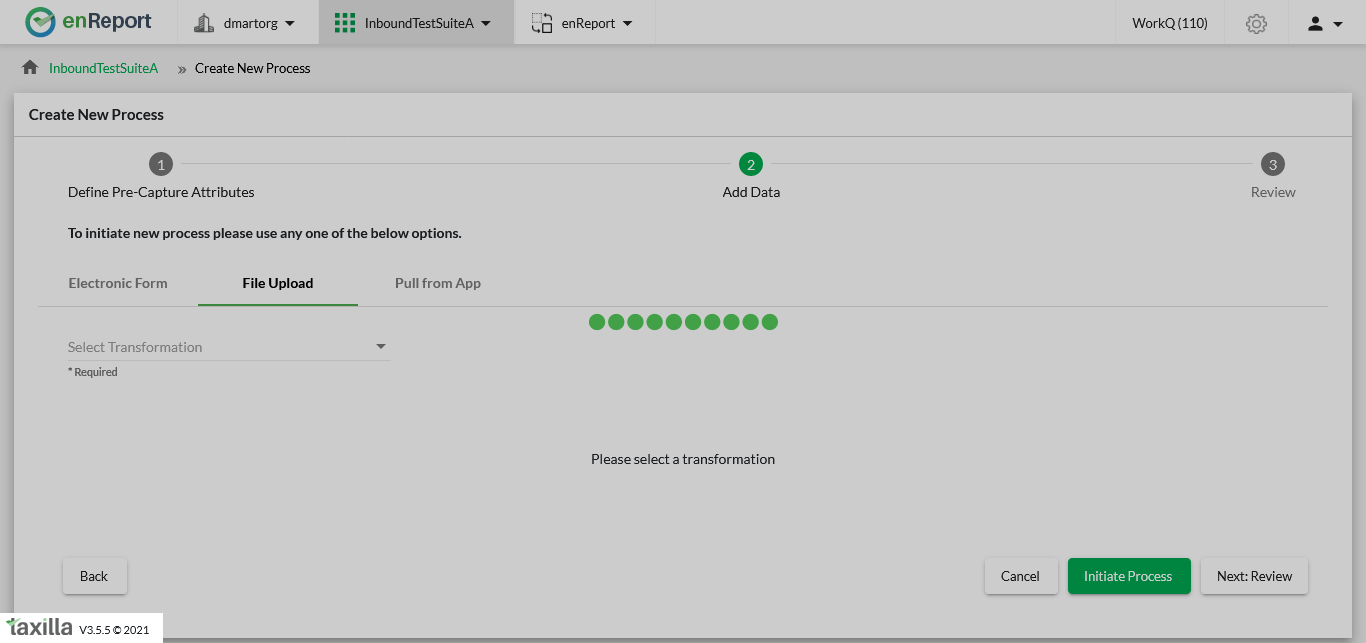 enReport dmartorg InboundTestSuiteA enReport WorkQ (110)
InboundTestSuiteA » Create New Process
Create New Process
1 2 3
Define Pre-Capture Attributes Add Data Review
To initiate new process please use any one of the below options.
Electronic Form File Upload Pull from App
Select Transformation
* Required
Please select a transformation
Back Cancel Initiate Process Next: Review
taxilla V3.5.5 © 2021